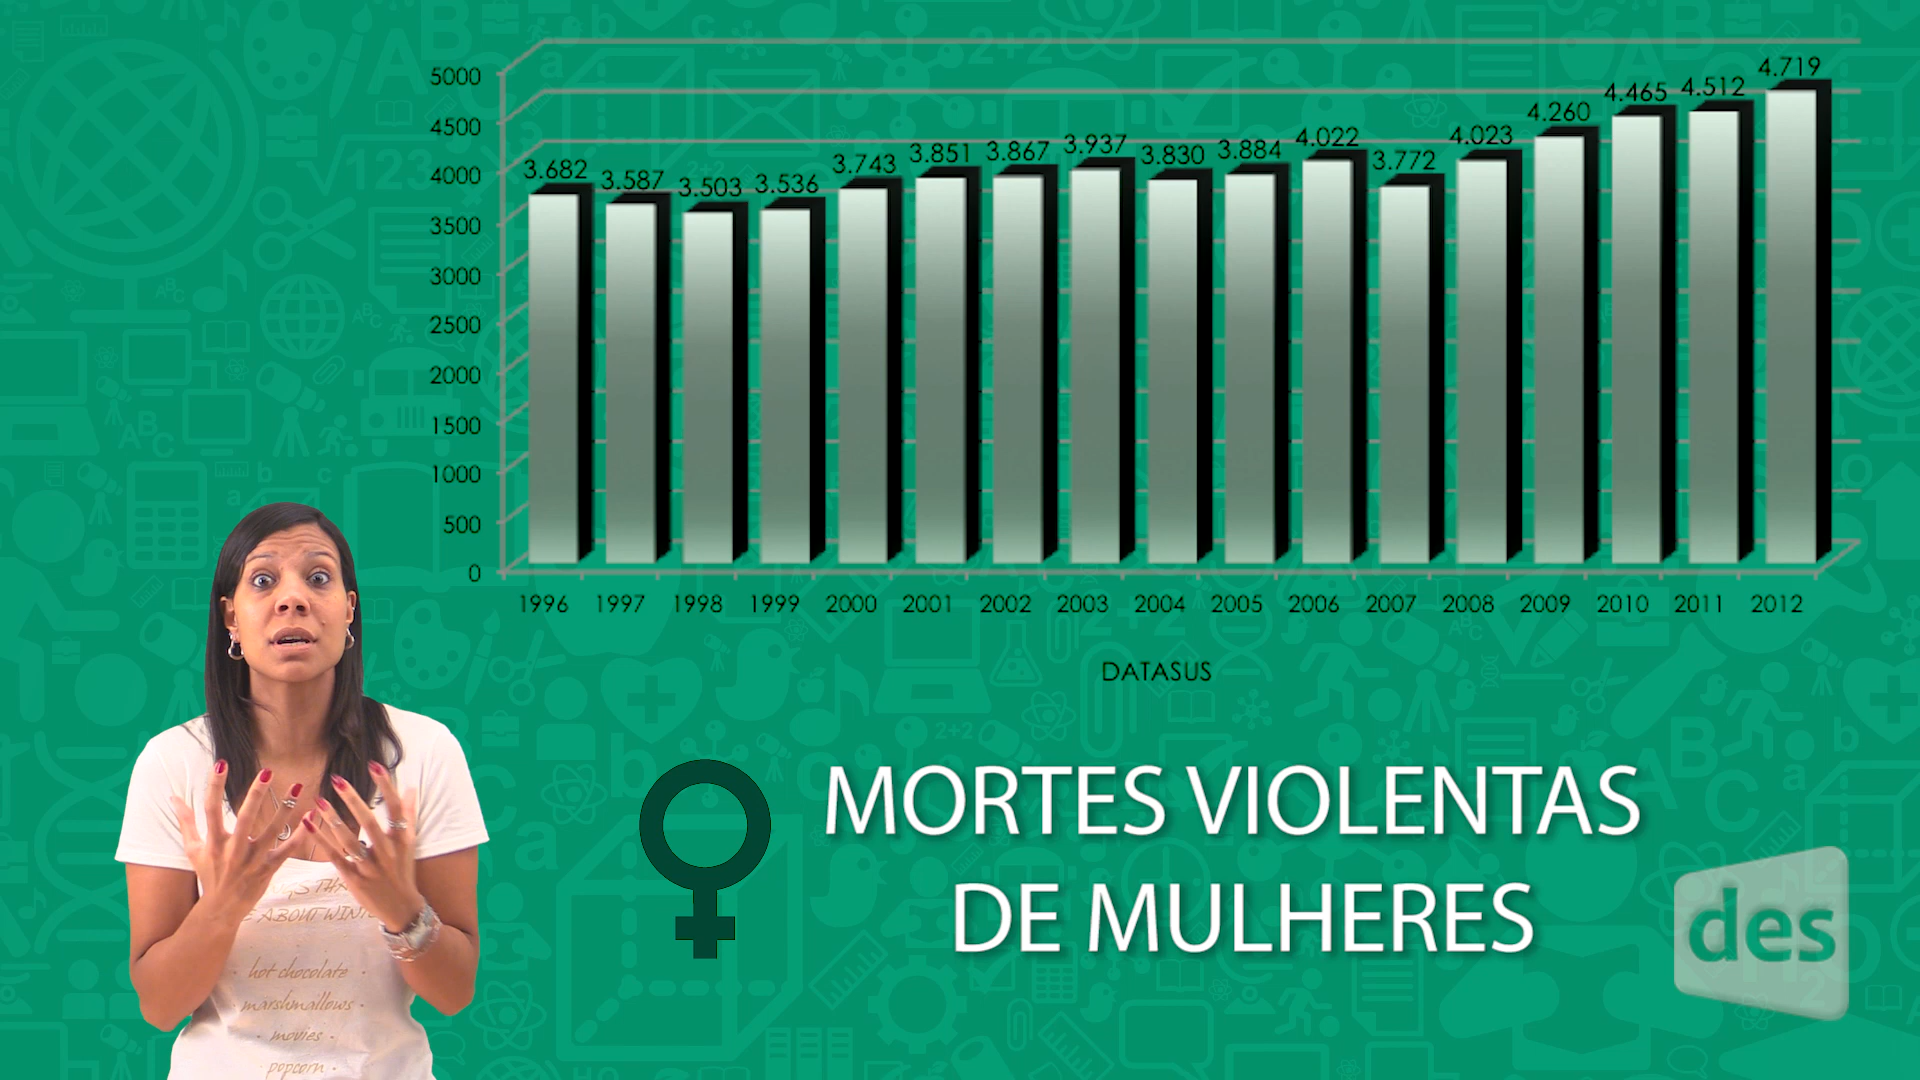 5000
4500
4000
3500
3000
2500
2000
1500
1000
500
0
3.682 3.587 3.503 3.536 3.743 3.851 3.867 3.937 3.830 3.884 4.022 3.772 4.023 4.260 4.465 4.512 4.719
1996 1997 1998 1999 2000 2001 2002 2003 2004 2005 2006 2007 2008 2009 2010 2011 2012
DATASUS
MORTES VIOLENTAS
DE MULHERES
des
2
ABOUT
hot chocolate
marshmallows
movies
popcorn